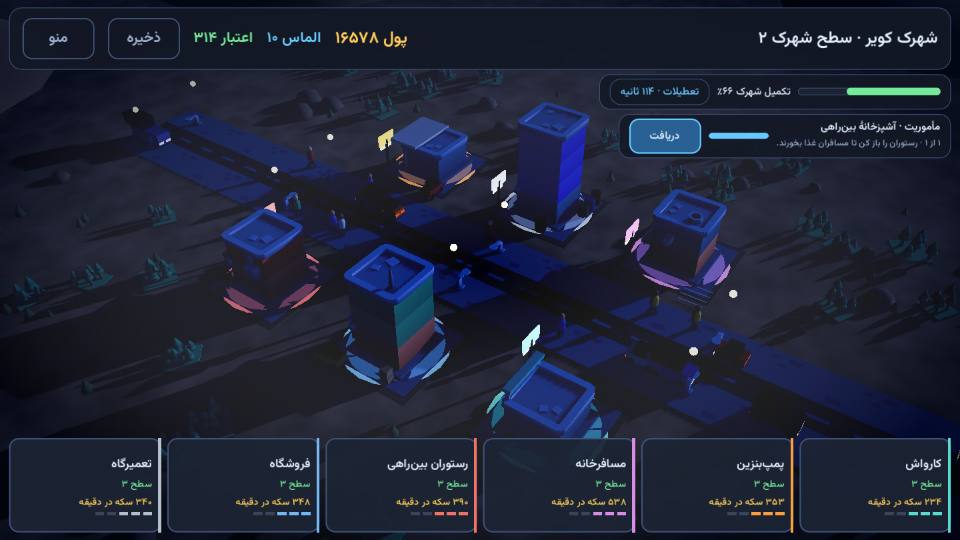 شهرک کویر · سطح شهرک ۲
پول ۱۶۵۷۸
الماس ۱۰
اعتبار ۳۱۴
ذخیره
منو
تکمیل شهرک ۶۶٪
تعطیلات · ۱۱۴ ثانیه
مأموریت · آشپزخانهٔ بین‌راهی
۱ از ۱ · رستوران را باز کن تا مسافران غذا بخورند.
دریافت
کارواش
سطح ۳
۲۳۴ سکه در دقیقه
پمپ‌بنزین
سطح ۳
۳۵۳ سکه در دقیقه
مسافرخانه
سطح ۳
۵۳۸ سکه در دقیقه
رستوران بین‌راهی
سطح ۳
۳۹۰ سکه در دقیقه
فروشگاه
سطح ۳
۳۴۸ سکه در دقیقه
تعمیرگاه
سطح ۳
۳۴۰ سکه در دقیقه